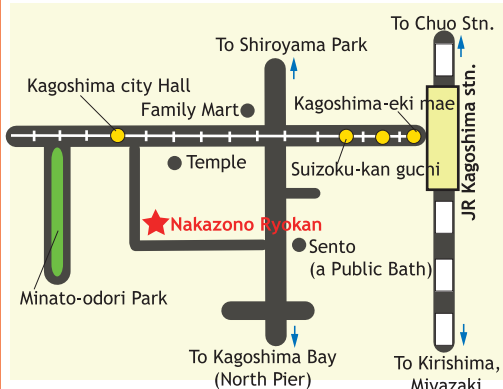 To Chuo Stn.
To Shiroyama Park
Kagoshima city Hall
Family Mart
Kagoshima-eki mae
JR Kagoshima stn.
Temple
Suizoku-kan guchi
Nakazono Ryokan
Sento
(a Public Bath)
Minato-odori Park
To Kagoshima Bay
(North Pier)
To Kirishima,
Miyazaki